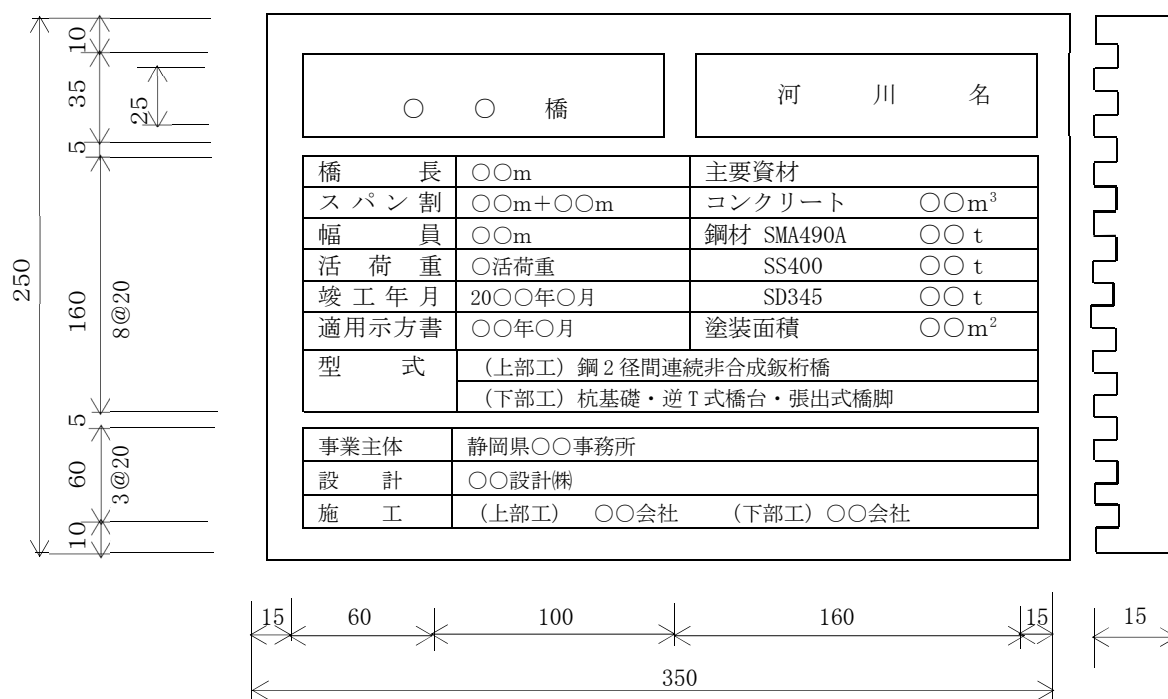 ○ ○ 橋
河 川 名
橋 長 ○○m 主要資材
スパン割 ○○m+○○m コンクリート ○○m³
幅 員 ○○m 鋼材 SMA490A ○○ t
活荷重 ○活荷重 SS400 ○○ t
竣工年月 20○○年○月 SD345 ○○ t
適用示方書 ○○年○月 塗装面積 ○○m²
型 式 (上部工)鋼2径間連続非合成鈑桁橋
(下部工)杭基礎・逆T式橋台・張出式橋脚
事業主体 静岡県○○事務所
設 計 ○○設計㈱
施 工 (上部工) ○○会社 (下部工)○○会社
250
10
35
25
5
160
8@20
5
60
3@20
10
15 60 100 160 15 15
350